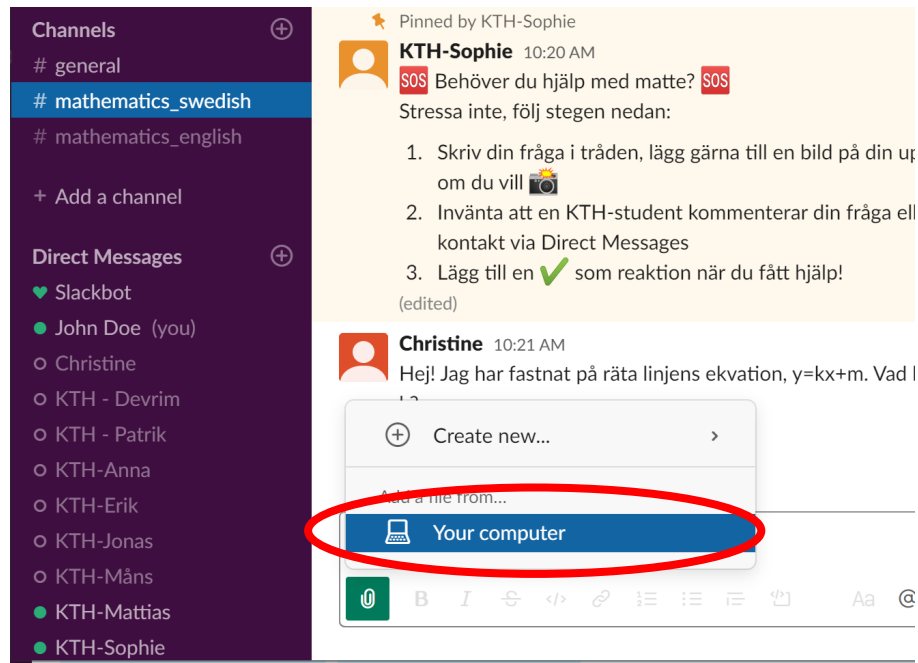 Channels
# general
# mathematics_swedish
# mathematics_english
+ Add a channel
Direct Messages
Slackbot
John Doe (you)
Christine
KTH - Devrim
KTH - Patrik
KTH-Anna
KTH-Erik
KTH-Jonas
KTH-Måns
KTH-Mattias
KTH-Sophie
Pinned by KTH-Sophie
KTH-Sophie 10:20 AM
SOS Behöver du hjälp med matte? SOS
Stressa inte, följ stegen nedan:
1. Skriv din fråga i tråden, lägg gärna till en bild på din
om du vill
2. Invänta att en KTH-student kommenterar din fråga
kontakt via Direct Messages
3. Lägg till en ✔ som reaktion när du fått hjälp!
(edited)
Christine 10:21 AM
Hej! Jag har fastnat på räta linjens ekvation, y=kx+m. Vad
Create new...
Add a file from...
Your computer
B I S </> Aa @